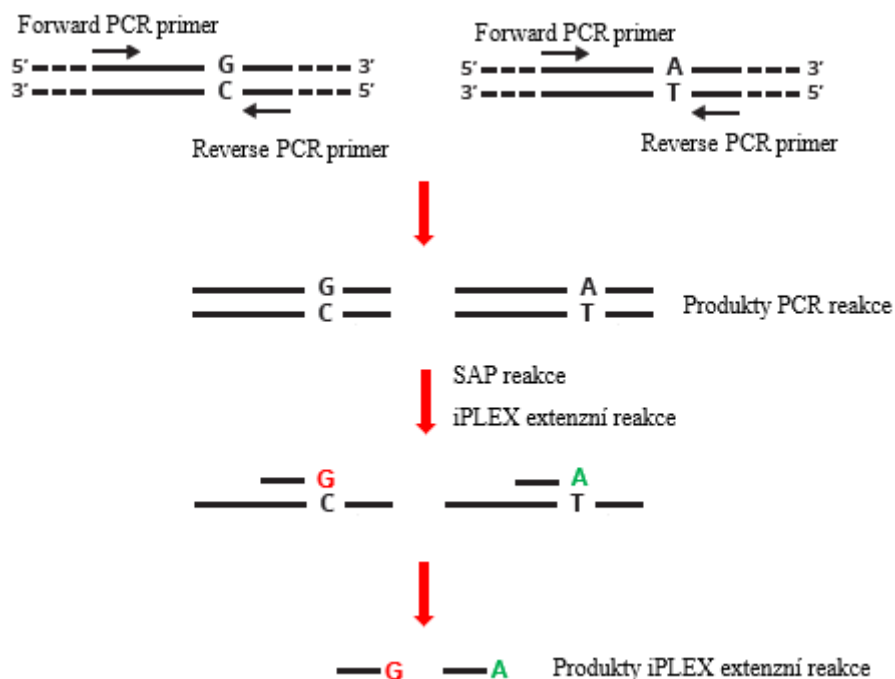 Forward PCR primer
5′ G 3′
3′ C 5′
Reverse PCR primer
Forward PCR primer
5′ A 3′
3′ T 5′
Reverse PCR primer
G A
C T
Produkty PCR reakce
SAP reakce
iPLEX extenzní reakce
G A
C T
G A
Produkty iPLEX extenzní reakce